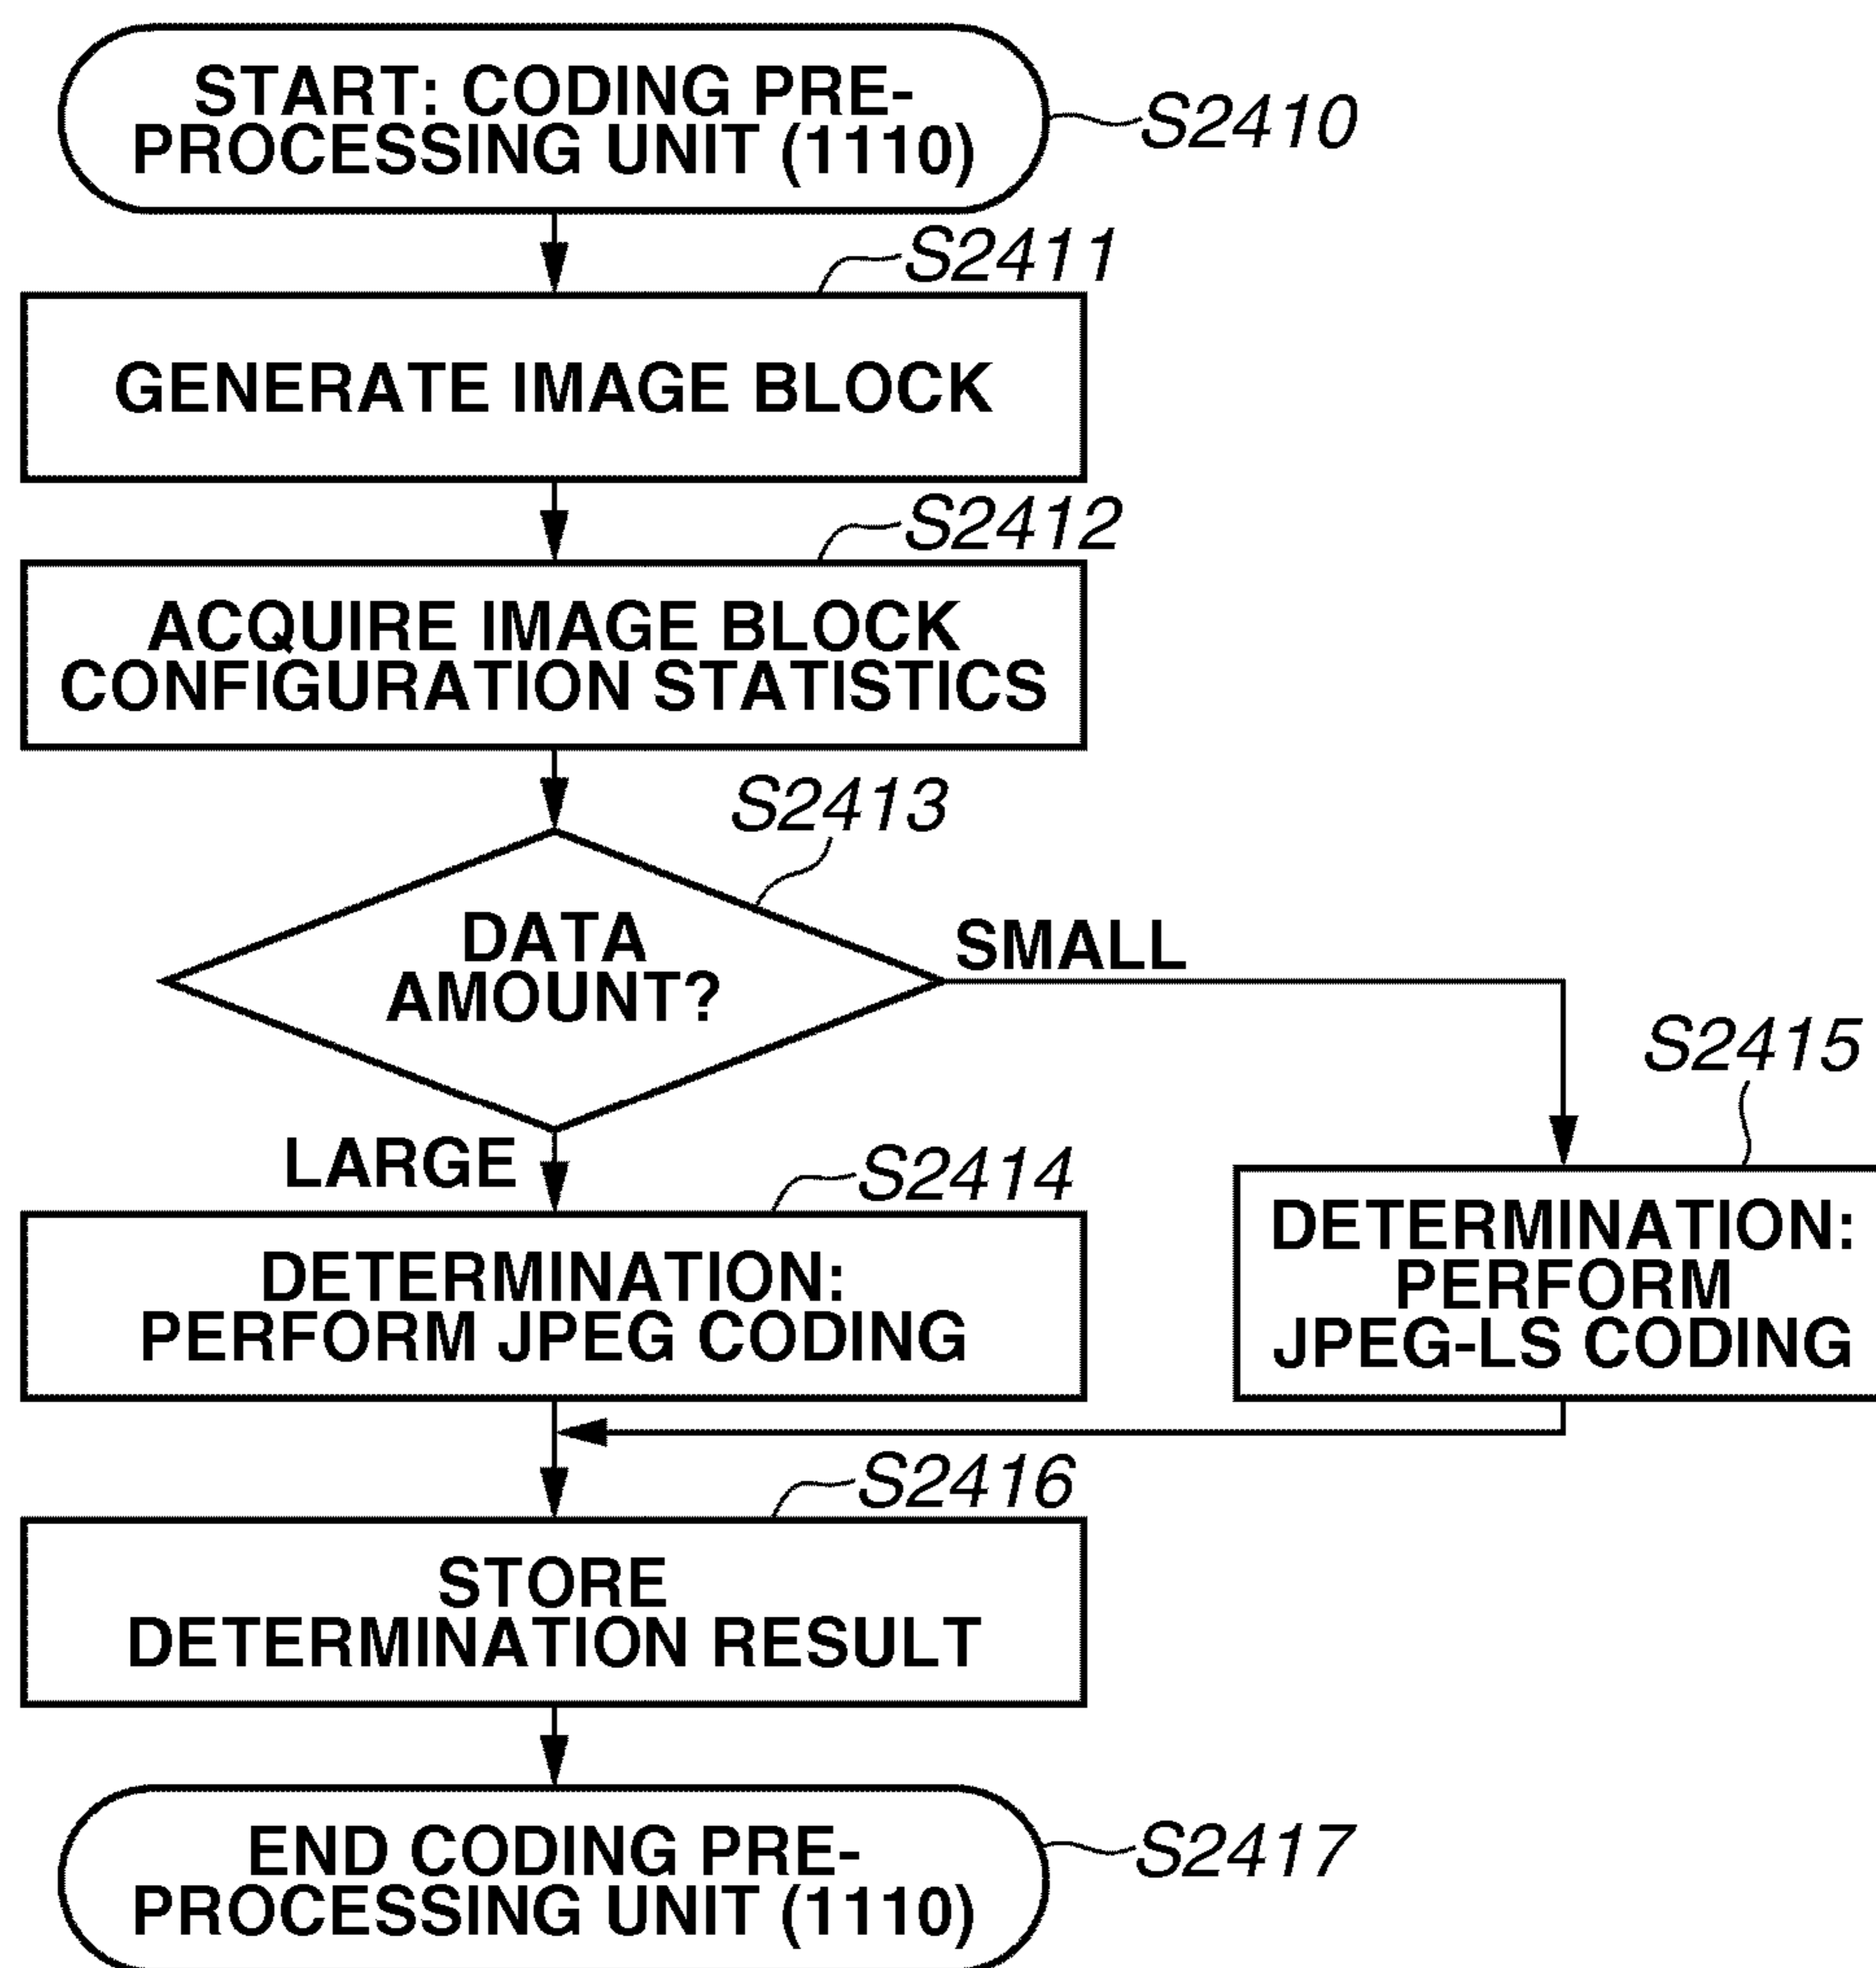 START: CODING PRE-
PROCESSING UNIT (1110)
S2410
S2411
GENERATE IMAGE BLOCK
S2412
ACQUIRE IMAGE BLOCK
CONFIGURATION STATISTICS
S2413
DATA
AMOUNT?
SMALL
LARGE
S2414
DETERMINATION:
PERFORM JPEG CODING
S2415
DETERMINATION:
PERFORM
JPEG-LS CODING
S2416
STORE
DETERMINATION RESULT
END CODING PRE-
PROCESSING UNIT (1110)
S2417